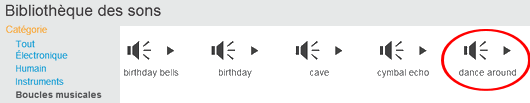 Bibliothèque des sons
Catégorie
Tout
Électronique
Humain
Instruments
Boucles musicales
birthday bells
birthday
cave
cymbal echo
dance around